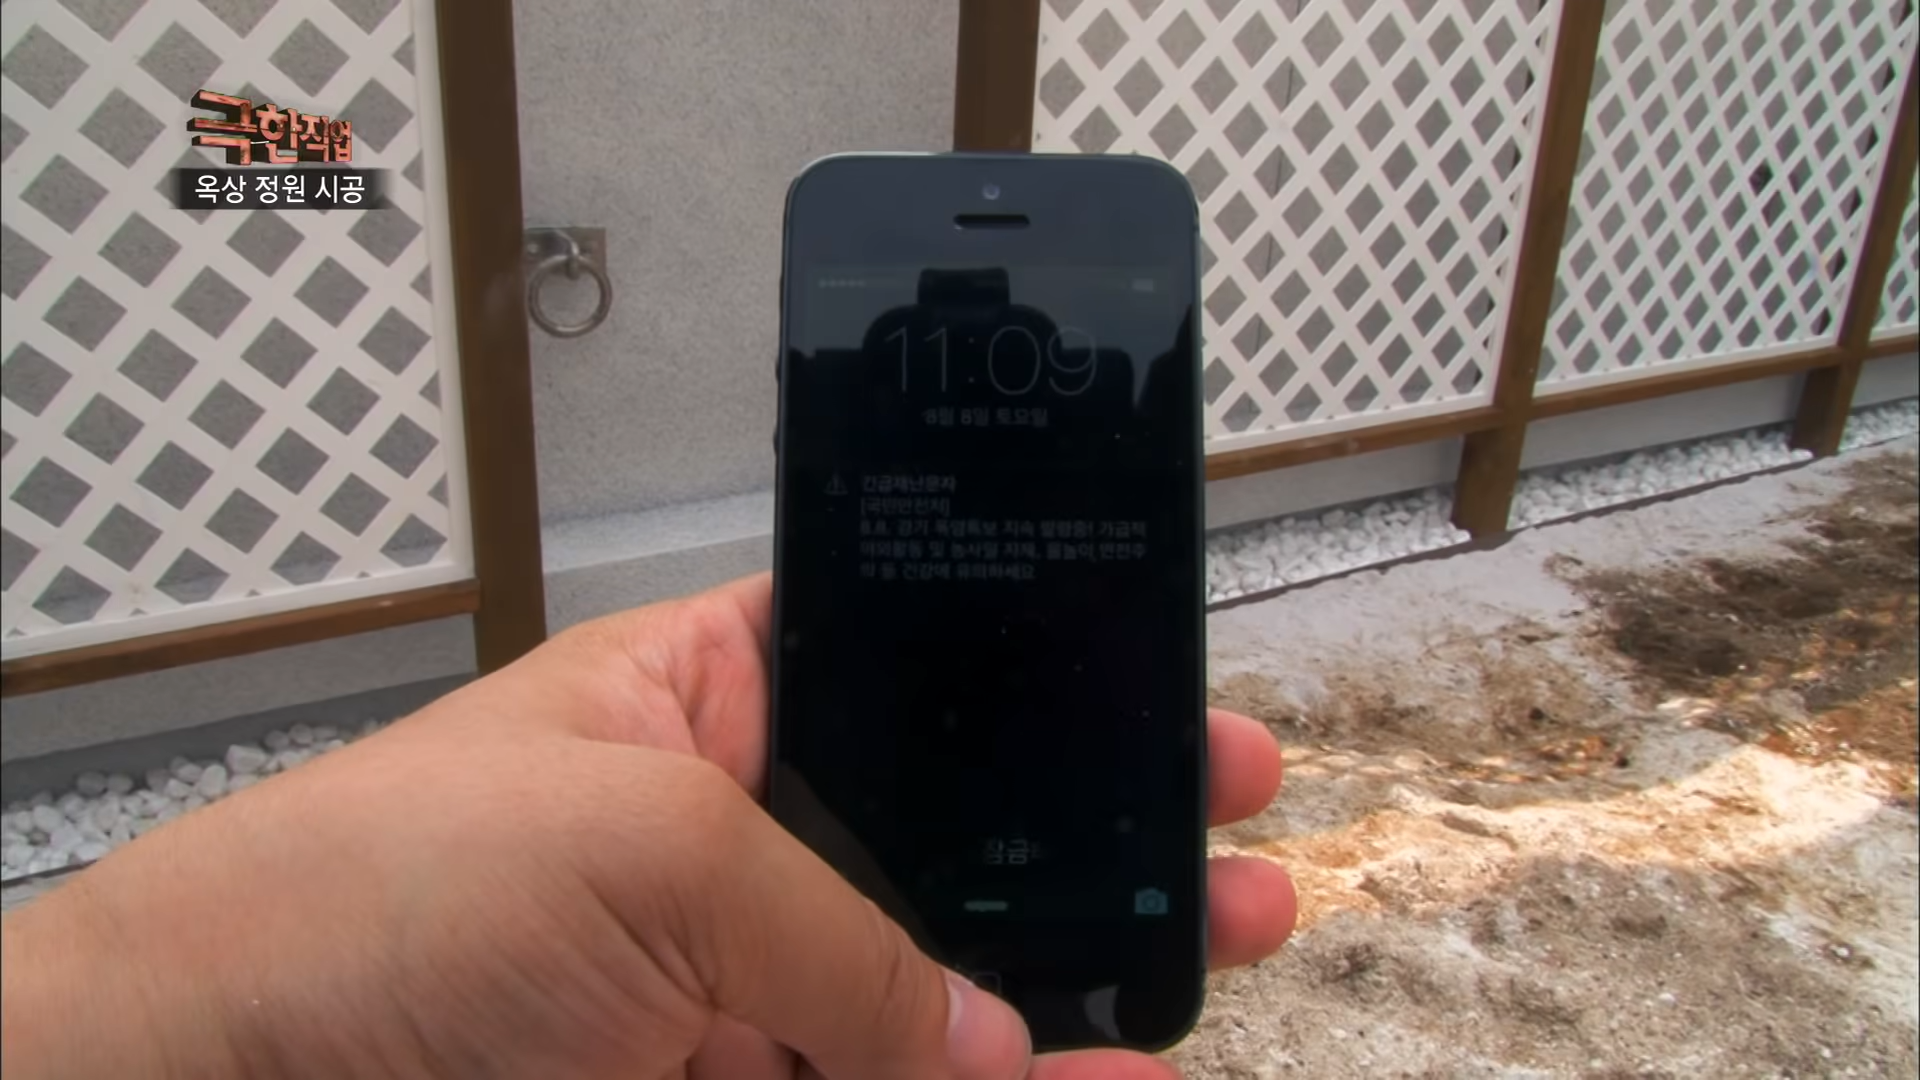 극한직업
옥상 정원 시공
11:09
8월 8일 토요일
긴급재난문자
[국민안전처]
8.8. 경기 폭염특보 지속 발령중! 가급적
야외활동 및 농사일 자제, 물놀이 안전주
의 등 건강에 유의하세요
잠금